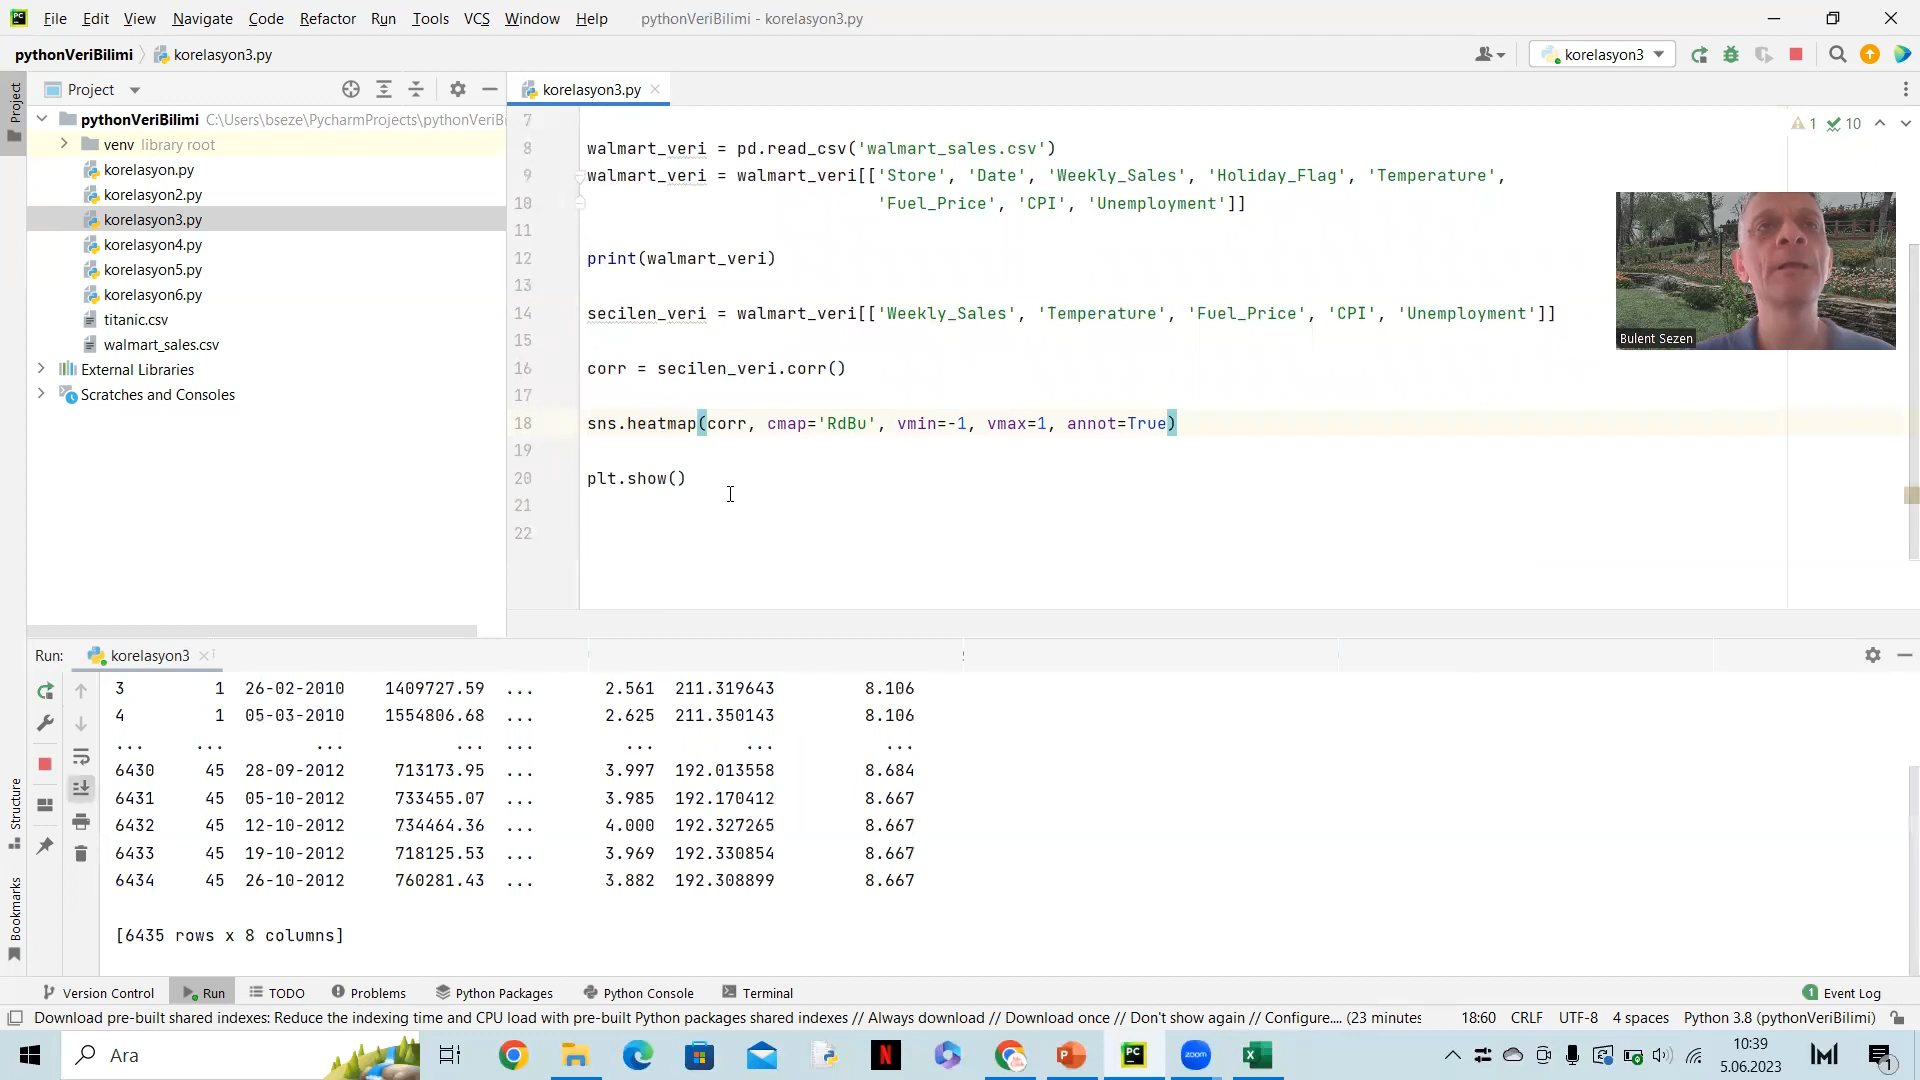 File Edit View Navigate Code Refactor Run Tools VCS Window Help pythonVeriBilimi - korelasyon3.py
pythonVeriBilimi korelasyon3.py korelasyon3
Project
Project
korelasyon3.py
pythonVeriBilimi C:\Users\bseze\PycharmProjects\pythonVeriB
venv library root
korelasyon.py
korelasyon2.py
korelasyon3.py
korelasyon4.py
korelasyon5.py
korelasyon6.py
titanic.csv
walmart_sales.csv
External Libraries
Scratches and Consoles
1 10
7
8 walmart_veri = pd.read_csv('walmart_sales.csv')
9 walmart_veri = walmart_veri[['Store', 'Date', 'Weekly_Sales', 'Holiday_Flag', 'Temperature',
10 'Fuel_Price', 'CPI', 'Unemployment']]
11
12 print(walmart_veri)
13
14 secilen_veri = walmart_veri[['Weekly_Sales', 'Temperature', 'Fuel_Price', 'CPI', 'Unemployment']]
15
16 corr = secilen_veri.corr()
17
18 sns.heatmap(corr, cmap='RdBu', vmin=-1, vmax=1, annot=True)
19
20 plt.show()
21
22
Bulent Sezen
Run: korelasyon3
3 1 26-02-2010 1409727.59 ... 2.561 211.319643 8.106
4 1 05-03-2010 1554806.68 ... 2.625 211.350143 8.106
... ... ... ... ... ... ... ...
6430 45 28-09-2012 713173.95 ... 3.997 192.013558 8.684
6431 45 05-10-2012 733455.07 ... 3.985 192.170412 8.667
6432 45 12-10-2012 734464.36 ... 4.000 192.327265 8.667
6433 45 19-10-2012 718125.53 ... 3.969 192.330854 8.667
6434 45 26-10-2012 760281.43 ... 3.882 192.308899 8.667
[6435 rows x 8 columns]
Structure
Bookmarks
Version Control Run TODO Problems Python Packages Python Console Terminal 1 Event Log
Download pre-built shared indexes: Reduce the indexing time and CPU load with pre-built Python packages shared indexes // Always download // Download once // Don't show again // Configure.... (23 minutes 18:60 CRLF UTF-8 4 spaces Python 3.8 (pythonVeriBilimi)
Ara
PC
zoom
10:39
5.06.2023
1